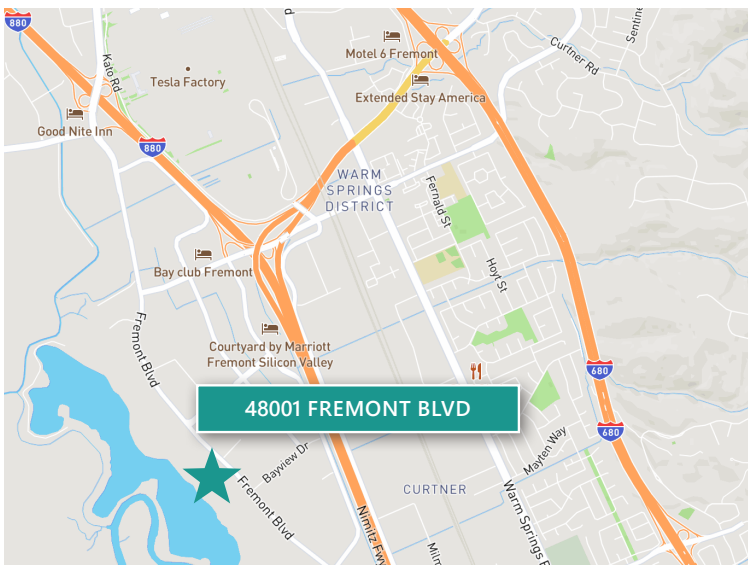 880
Kato Rd
Tesla Factory
Good Nite Inn
880
Motel 6 Fremont
Extended Stay America
Curtner Rd
WARM
SPRINGS
DISTRICT
Fernald St
Hoyt St
Bay club Fremont
Courtyard by Marriott
Fremont Silicon Valley
Fremont Blvd
680
48001 FREMONT BLVD
680
Bayview Dr
Mayten Way
Fremont Blvd
CURTNER
Nimitz Fwy
Warm Springs